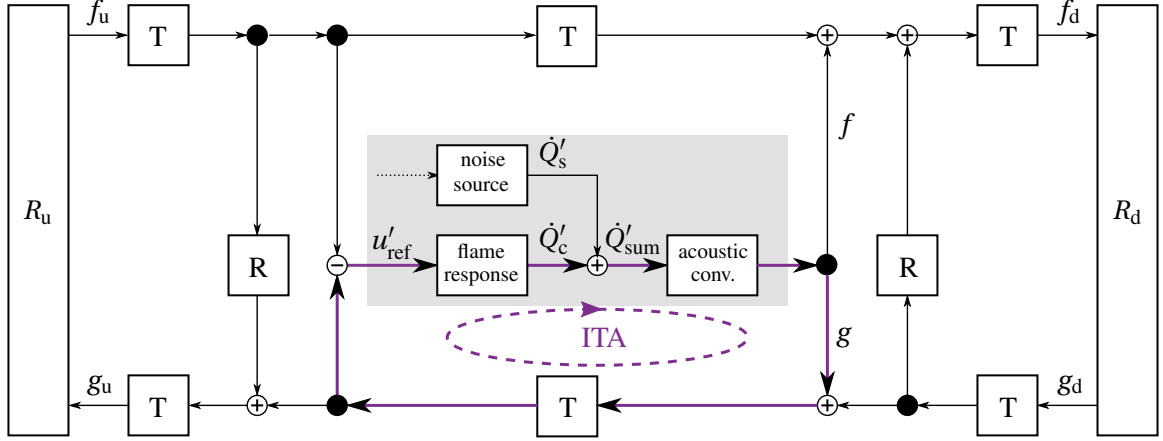 f_u
T
T
f_d
T
R_u
R
noise
source
Q̇′_s
u′_ref
flame
response
Q̇′_c
Q̇′_sum
acoustic
conv.
f
R
R_d
ITA
g
g_u
T
T
T
g_d